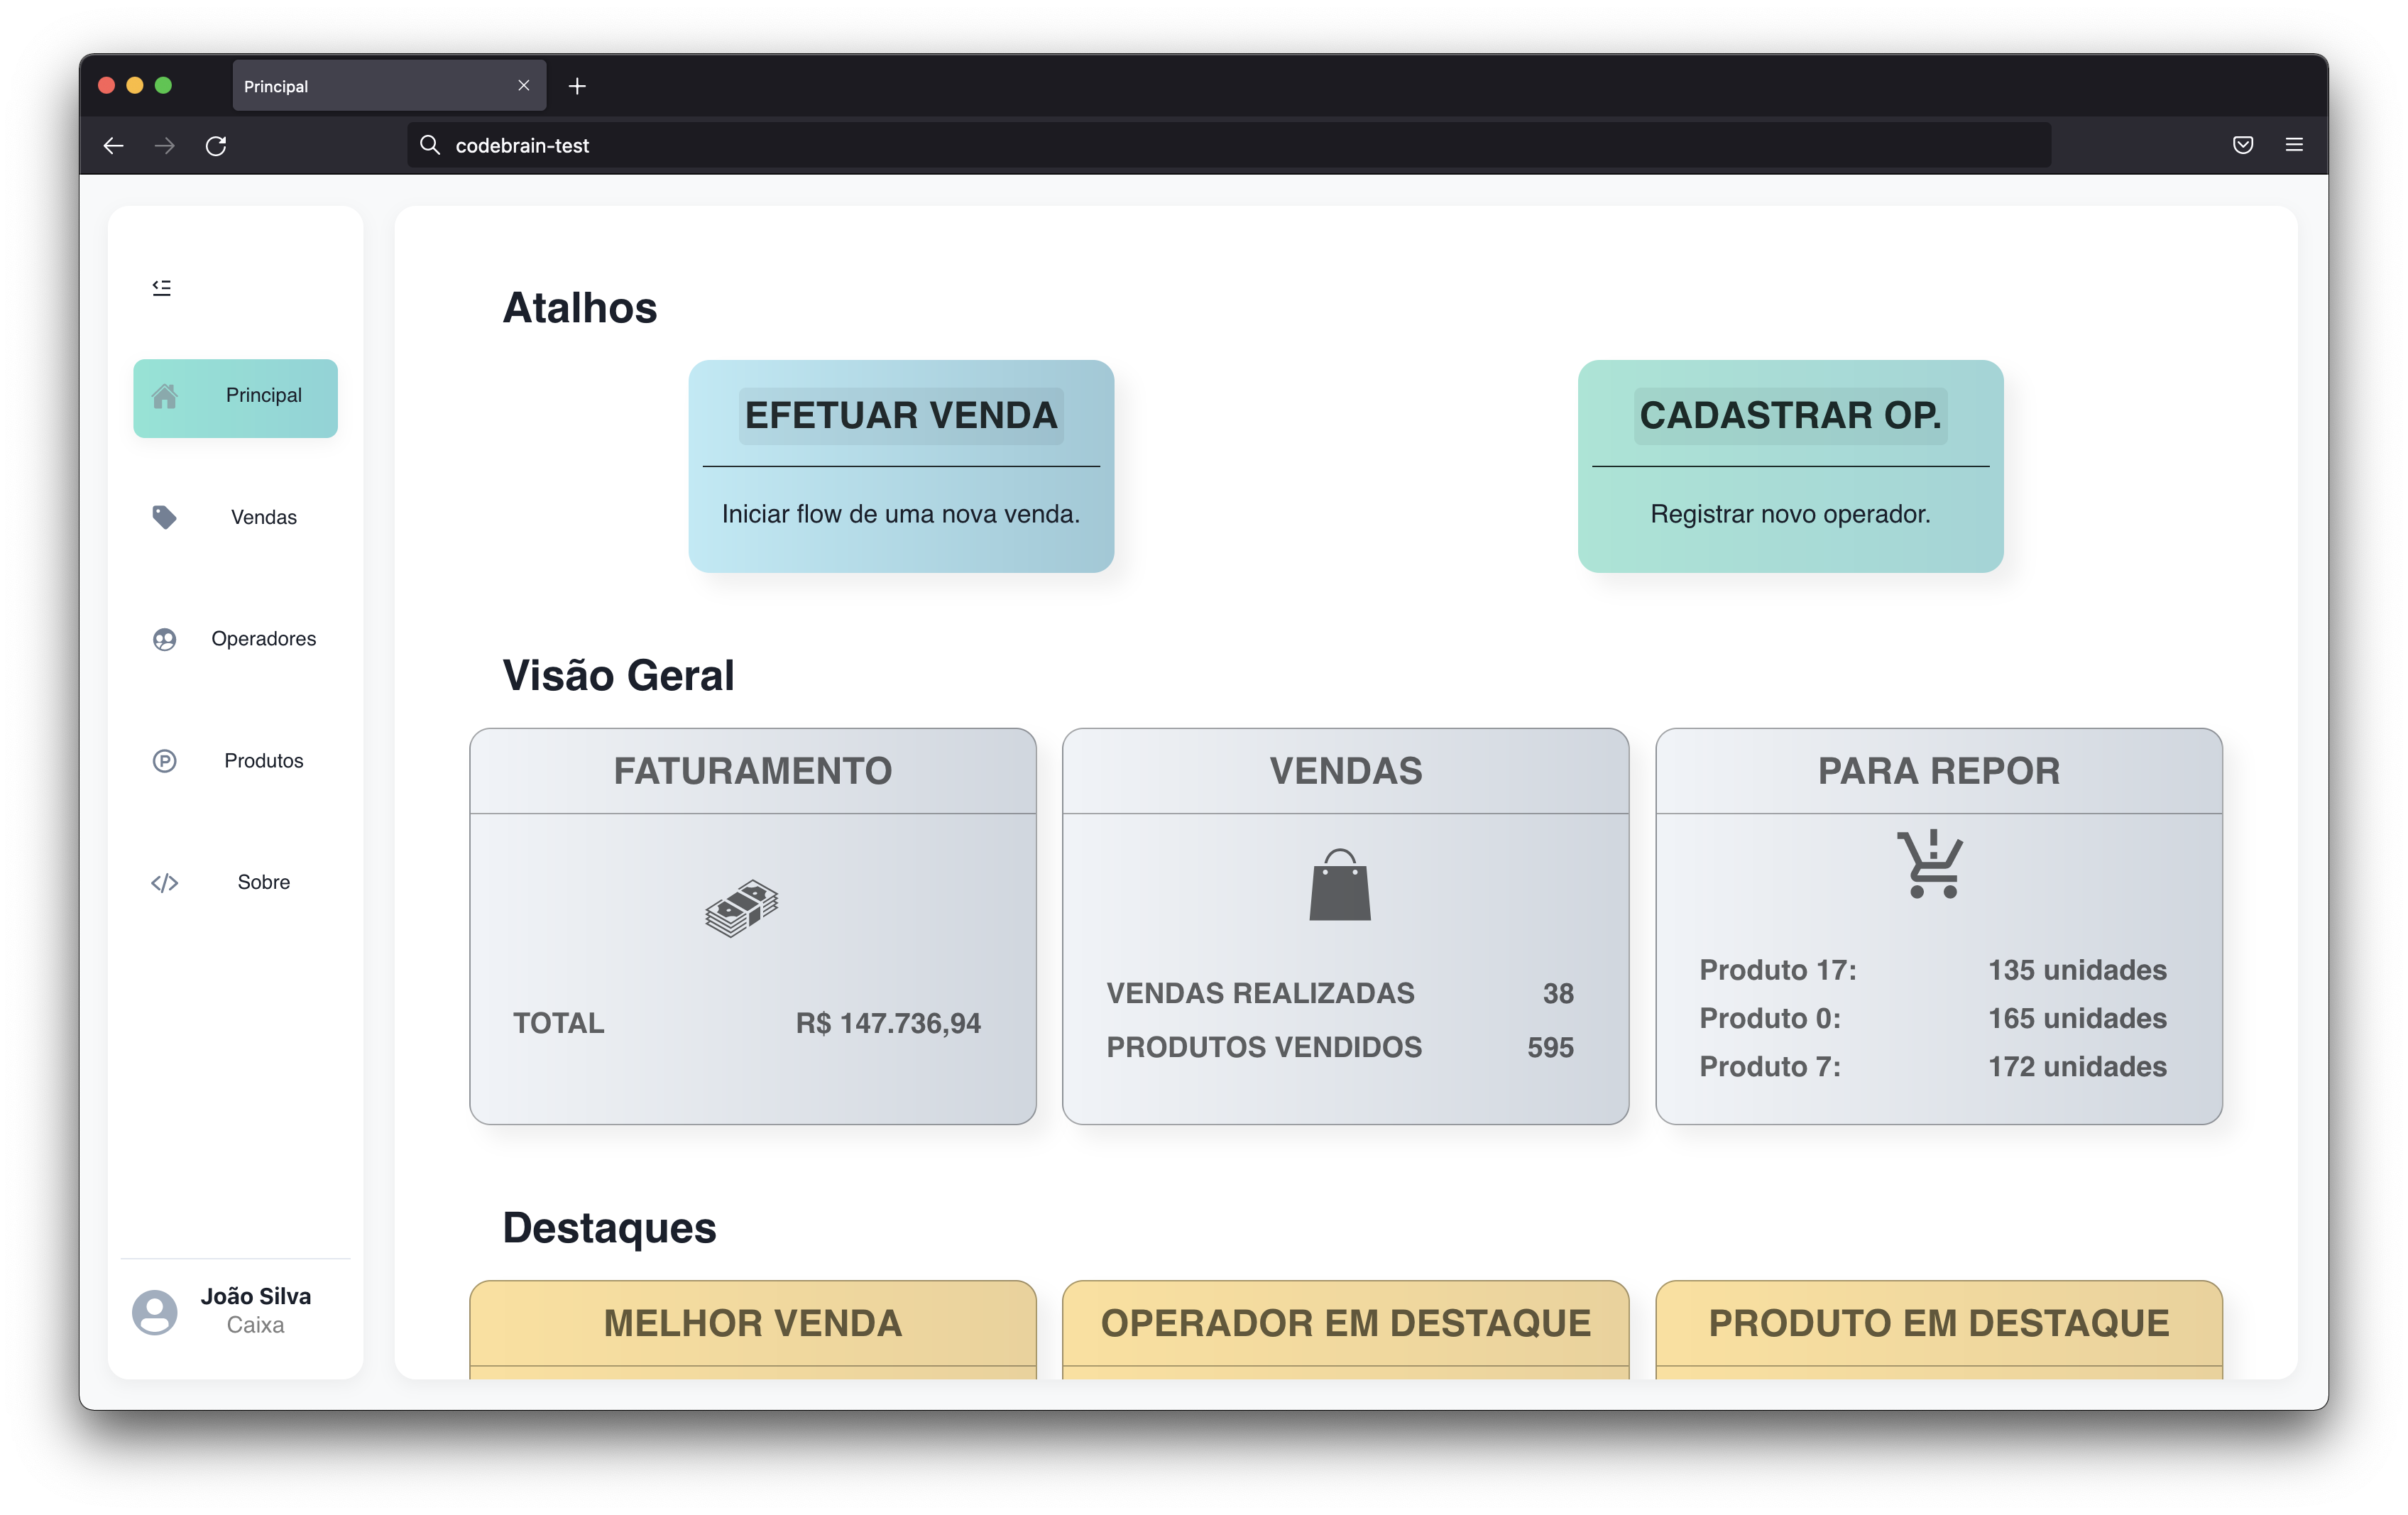 Principal
codebrain-test
Principal
Vendas
Operadores
Produtos
Sobre
João Silva
Caixa
Atalhos
EFETUAR VENDA
Iniciar flow de uma nova venda.
CADASTRAR OP.
Registrar novo operador.
Visão Geral
FATURAMENTO
TOTAL R$ 147.736,94
VENDAS
VENDAS REALIZADAS 38
PRODUTOS VENDIDOS 595
PARA REPOR
Produto 17: 135 unidades
Produto 0: 165 unidades
Produto 7: 172 unidades
Destaques
MELHOR VENDA
OPERADOR EM DESTAQUE
PRODUTO EM DESTAQUE